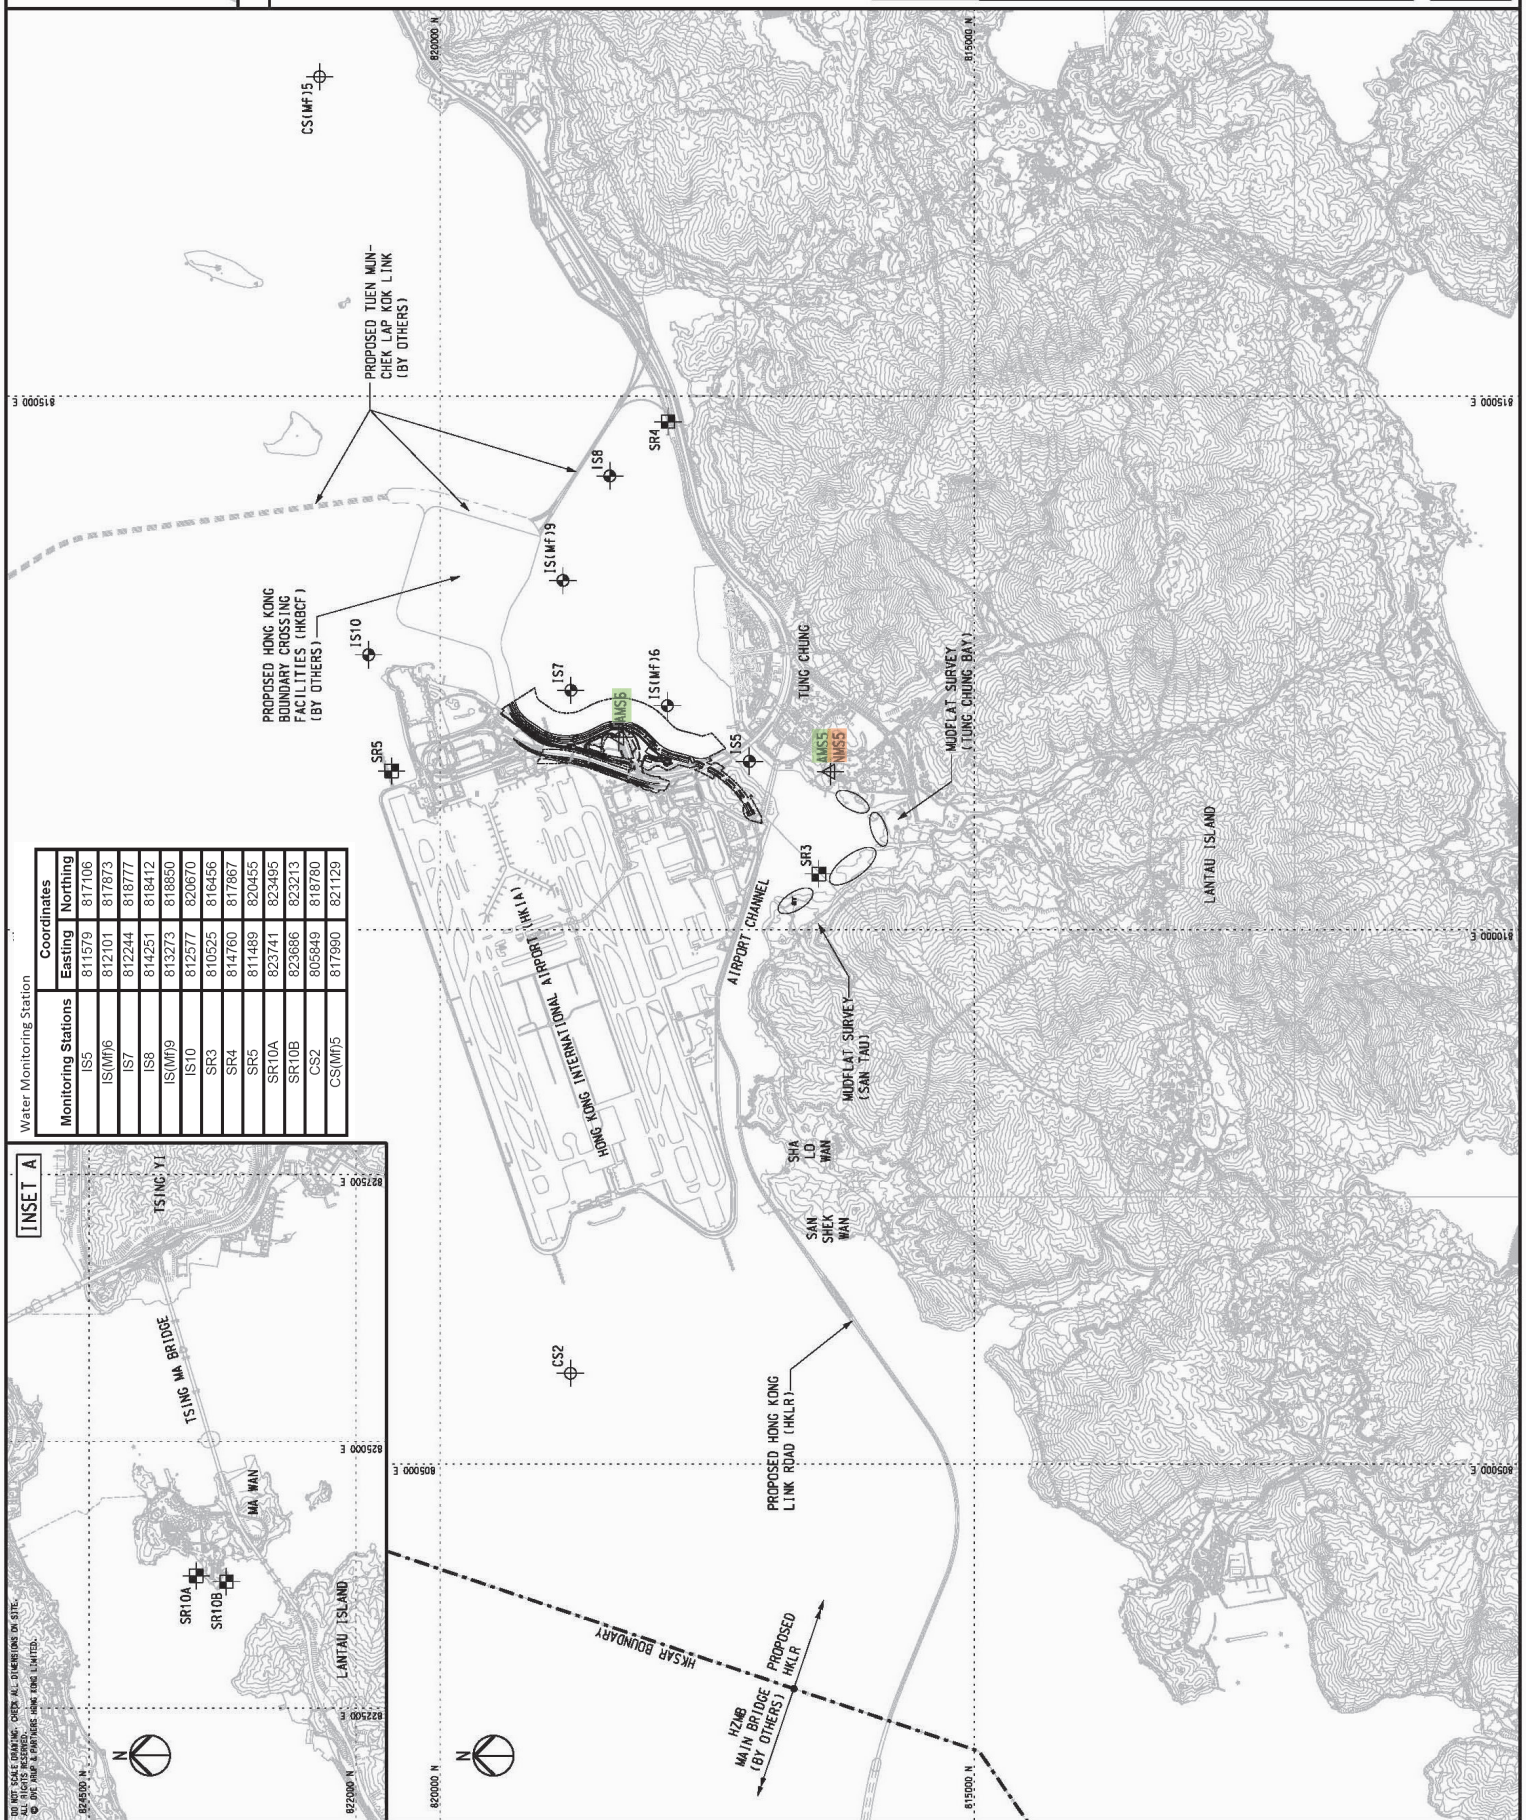 DO NOT SCALE DRAWING. CHECK ALL DIMENSIONS ON SITE.
ALL RIGHTS RESERVED.
© OVE ARUP & PARTNERS HONG KONG LIMITED.
INSET A
824500 N
822000 N
822500 E
825000 E
827500 E
N
SR10A
SR10B
MA WAN
TSING MA BRIDGE
TSING YI
LANTAU ISLAND
Water Monitoring Station
Monitoring Stations Coordinates
Easting Northing
IS5 811579 817106
IS(Mf)6 812101 817873
IS7 812244 818777
IS8 814251 818412
IS(Mf)9 813273 818850
IS10 812577 820670
SR3 810525 816456
SR4 814760 817867
SR5 811489 820455
SR10A 823741 823495
SR10B 823686 823213
CS2 805849 818780
CS(Mf)5 817990 821129
CS(Mf)5
820000 N
815000 N
815000 E
815000 E
PROPOSED TUEN MUN-
CHEK LAP KOK LINK
(BY OTHERS)
PROPOSED HONG KONG
BOUNDARY CROSSING
FACILITIES (HKBCF)
(BY OTHERS)
SR4
IS8
IS(Mf)9
IS10
IS7
IS(Mf)6
AMS6
SR5
IS5
TUNG CHUNG
AMS5
NMS5
MUDFLAT SURVEY
(TUNG CHUNG BAY)
SR3
HONG KONG INTERNATIONAL AIRPORT (HKIA)
AIRPORT CHANNEL
MUDFLAT SURVEY
(SAN TAU)
LANTAU ISLAND
810000 E
SHA
LO
WAN
SAN
SHEK
WAN
CS2
PROPOSED HONG KONG
LINK ROAD (HKLR)
805000 E
805000 E
HKSAR BOUNDARY
HZMB
MAIN BRIDGE
(BY OTHERS)
PROPOSED
HKLR
N
820000 N
815000 N